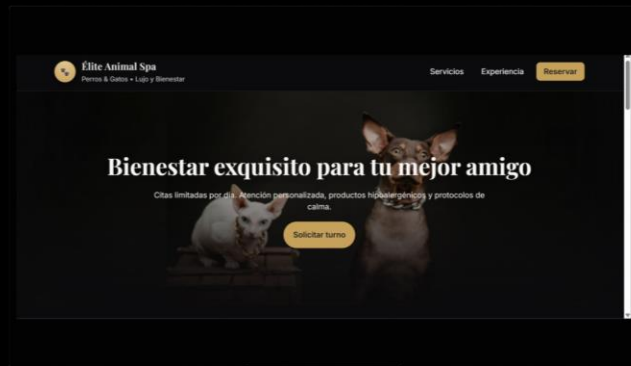 Élite Animal Spa
Perros & Gatos • Lujo y Bienestar
Servicios
Experiencia
Reservar
Bienestar exquisito para tu mejor amigo
Citas limitadas por día. Atención personalizada, productos hipoalergénicos y protocolos de
calma.
Solicitar turno